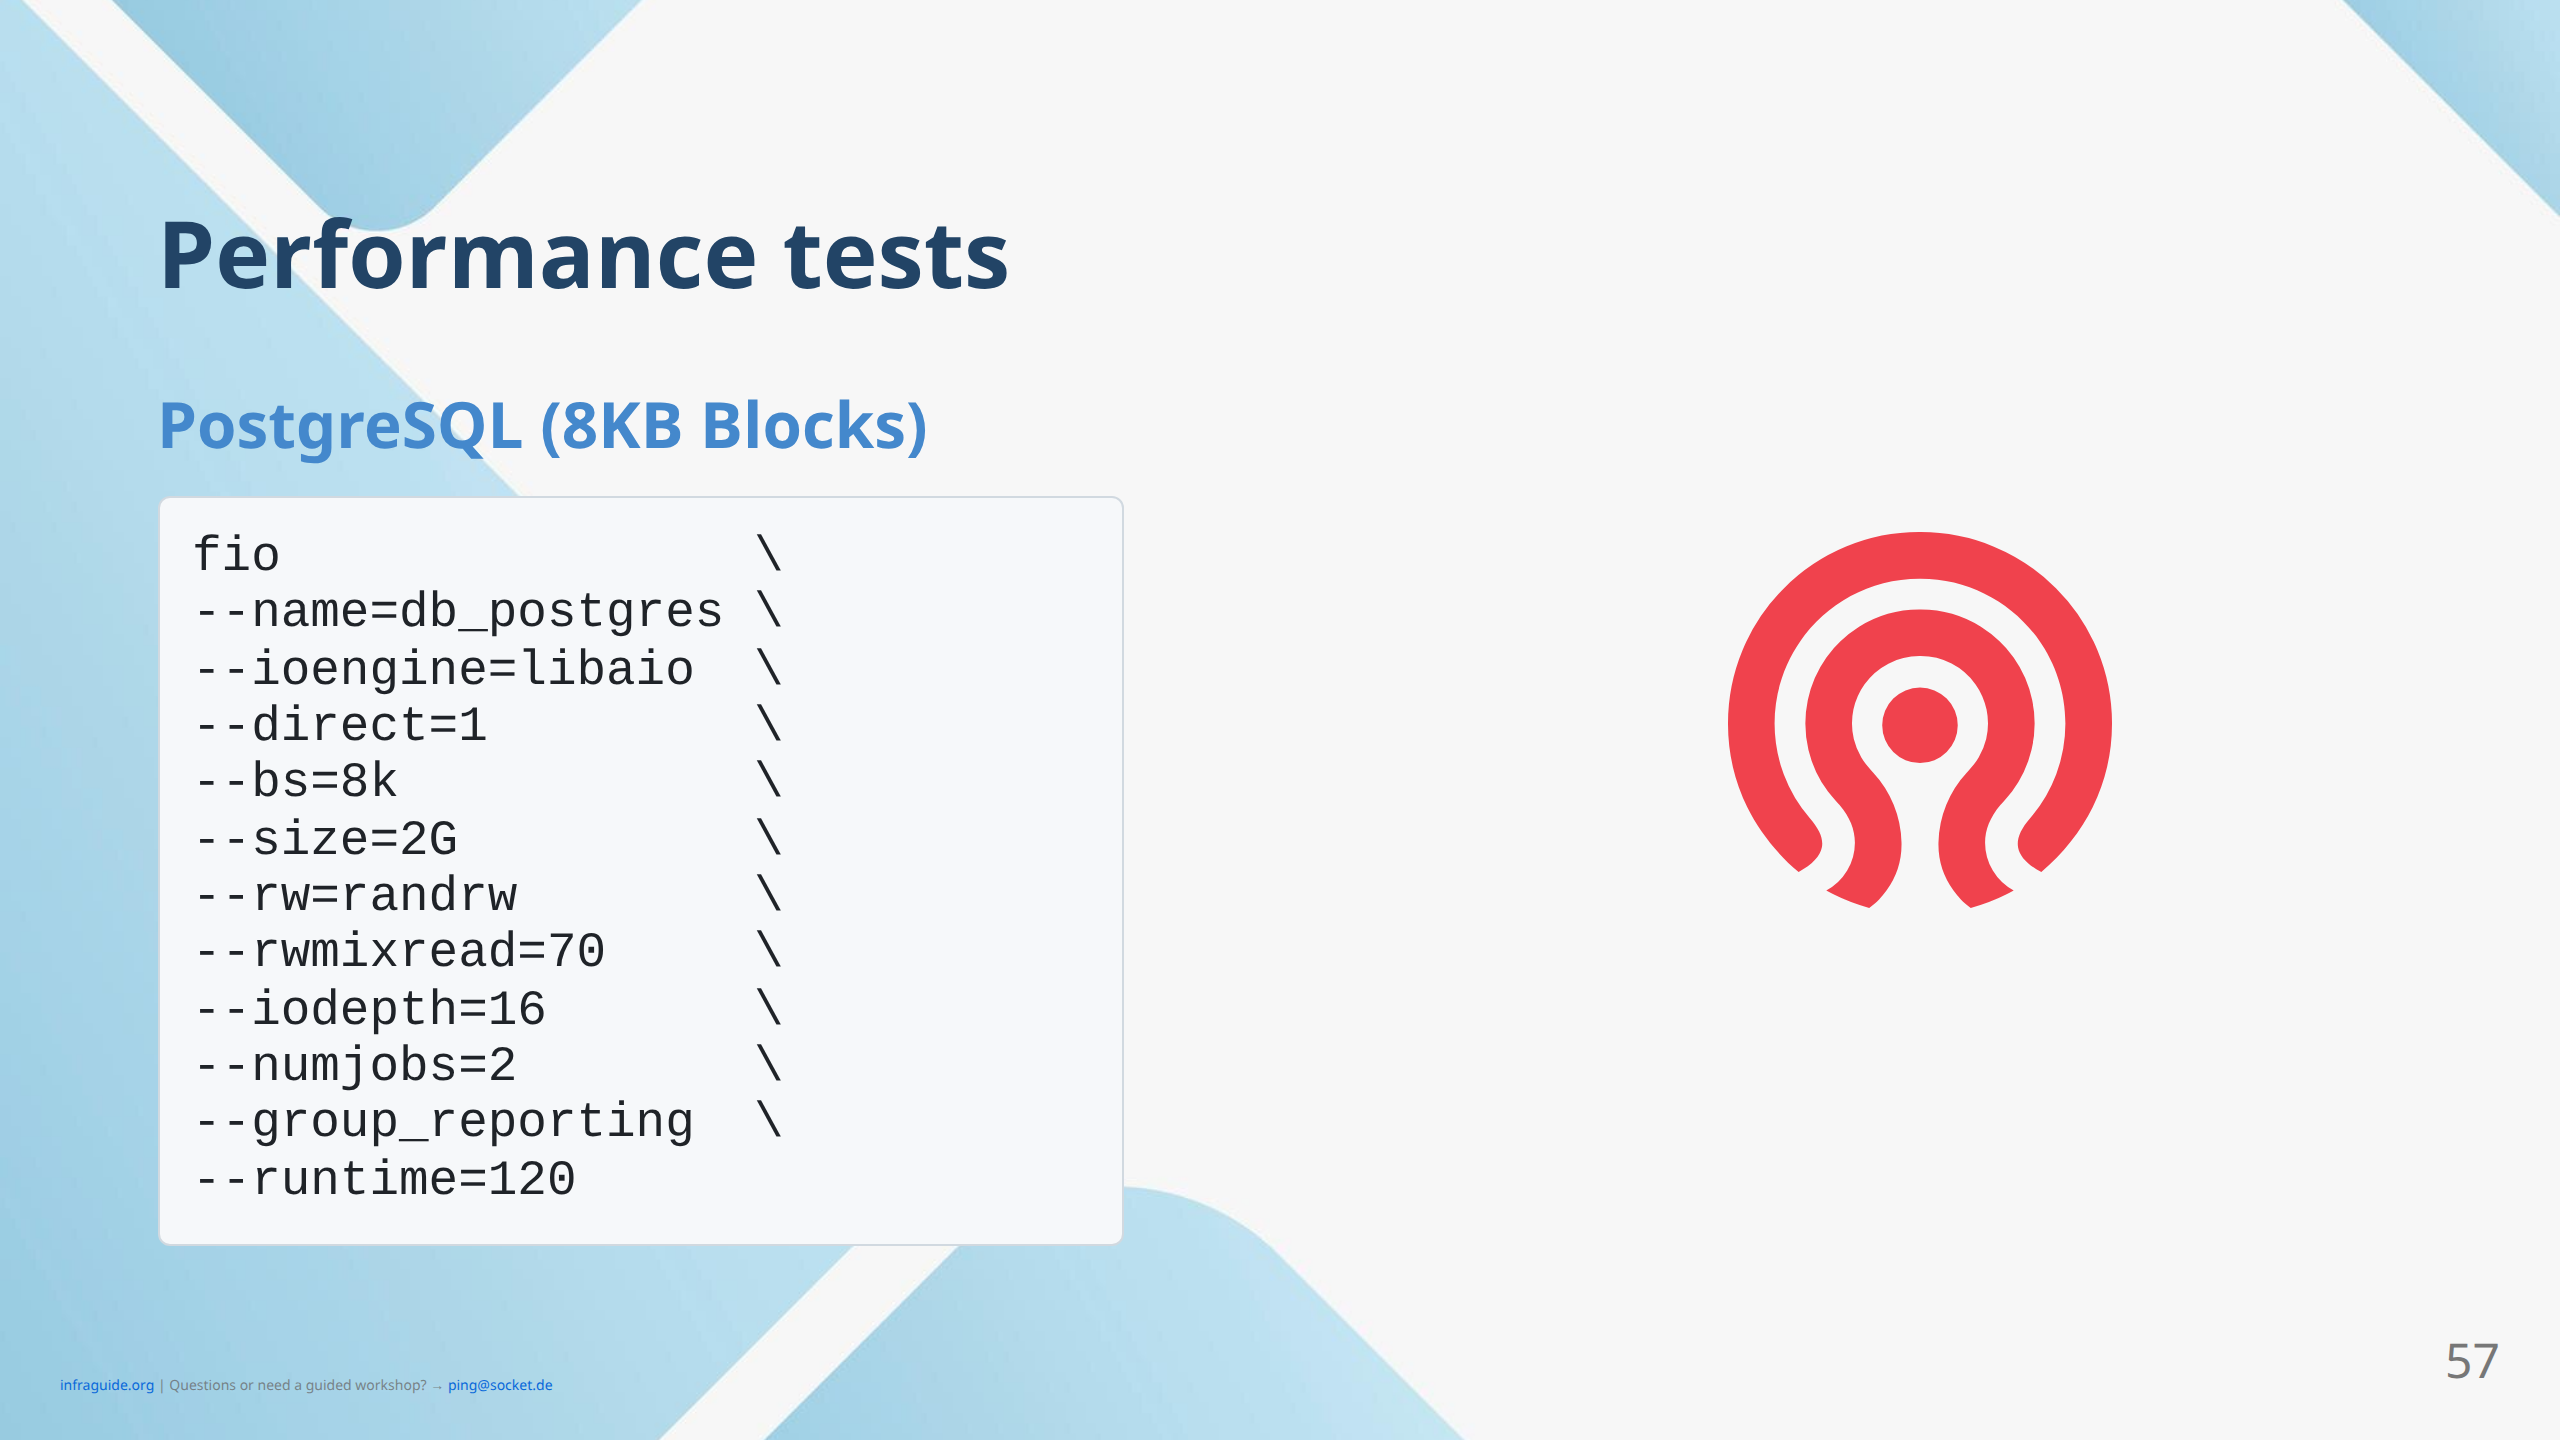 Performance tests
PostgreSQL (8KB Blocks)
fio                \
--name=db_postgres \
--ioengine=libaio  \
--direct=1         \
--bs=8k            \
--size=2G          \
--rw=randrw        \
--rwmixread=70     \
--iodepth=16       \
--numjobs=2        \
--group_reporting  \
--runtime=120
infraguide.org | Questions or need a guided workshop? → ping@socket.de
57